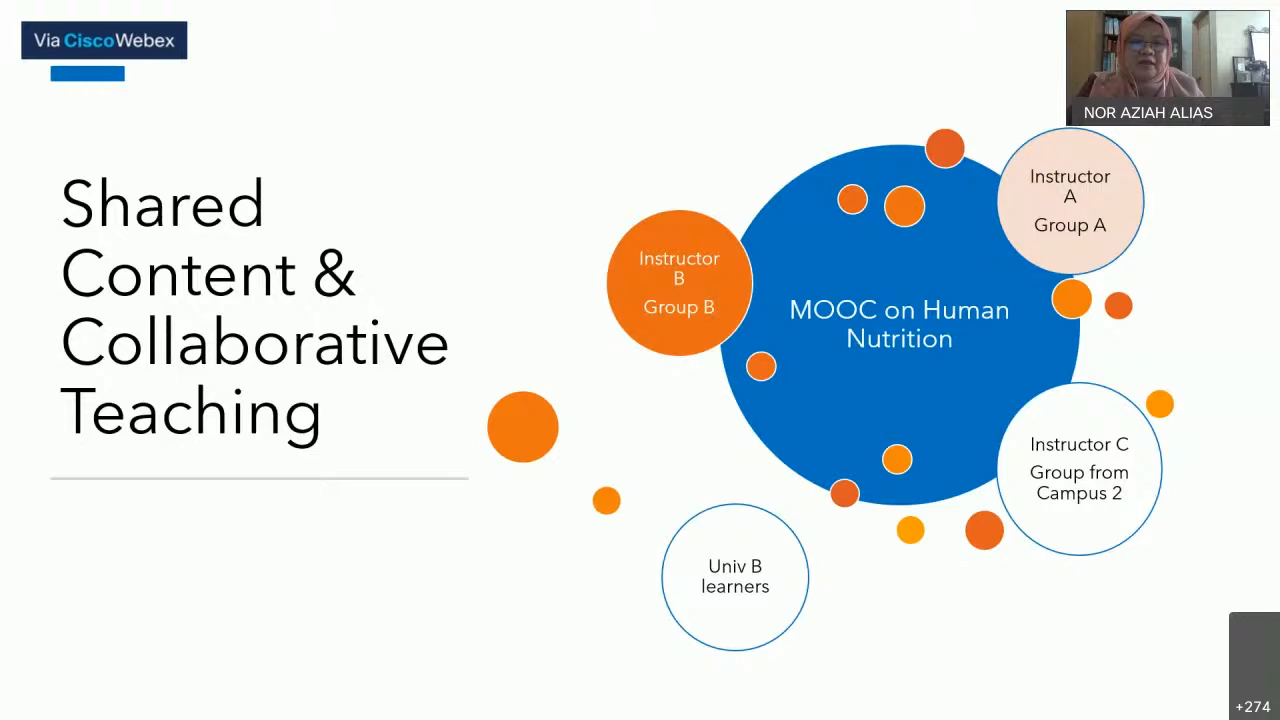 Via Cisco Webex
NOR AZIAH ALIAS
Shared
Content &
Collaborative
Teaching
Instructor
A
Group A
Instructor
B
Group B
MOOC on Human
Nutrition
Instructor C
Group from
Campus 2
Univ B
learners
+274